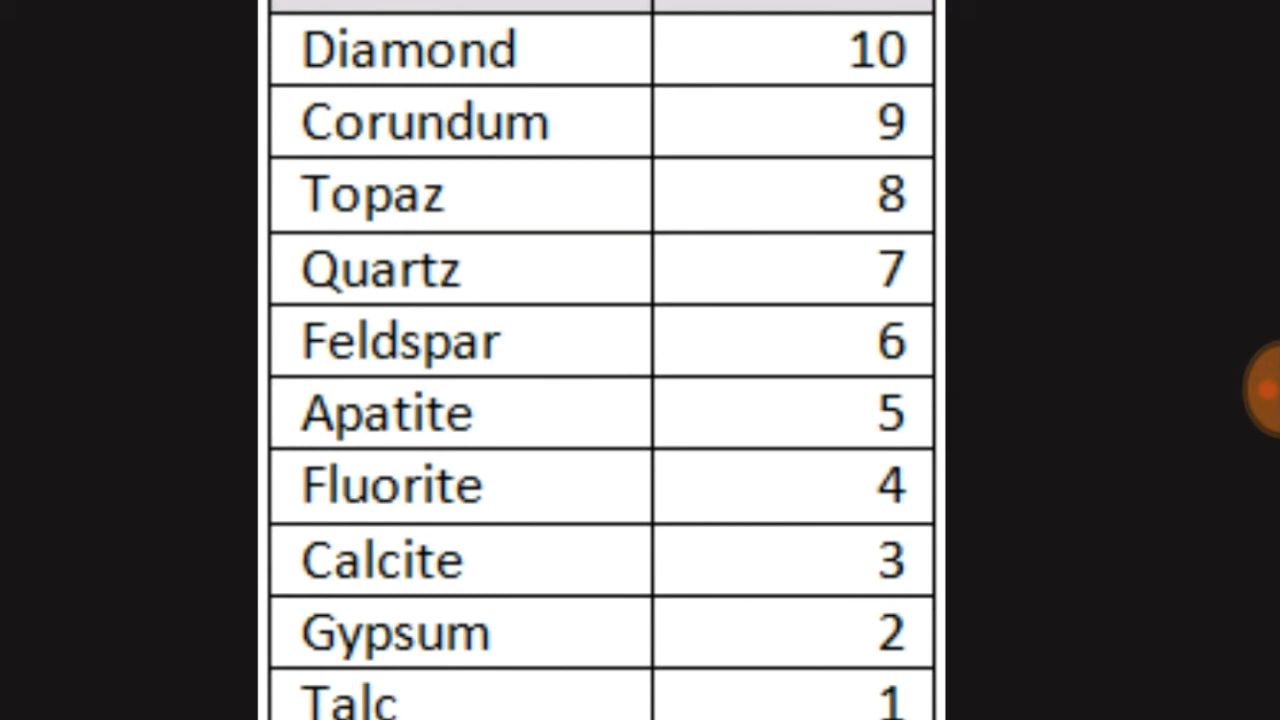 Diamond 10
Corundum 9
Topaz 8
Quartz 7
Feldspar 6
Apatite 5
Fluorite 4
Calcite 3
Gypsum 2
Talc 1